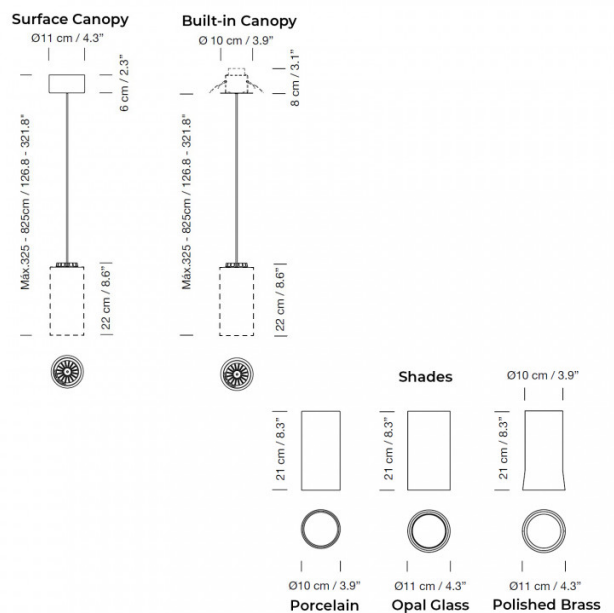 Surface Canopy
Ø11 cm / 4.3"
6 cm / 2.3"
Máx.325 - 825cm / 126.8 - 321.8"
22 cm / 8.6"
Built-in Canopy
Ø 10 cm / 3.9"
8 cm / 3.1"
Máx.325 - 825cm / 126.8 - 321.8"
22 cm / 8.6"
Shades
Ø10 cm / 3.9"
21 cm / 8.3"
21 cm / 8.3"
21 cm / 8.3"
Ø10 cm / 3.9"
Ø11 cm / 4.3"
Ø11 cm / 4.3"
Porcelain
Opal Glass
Polished Brass